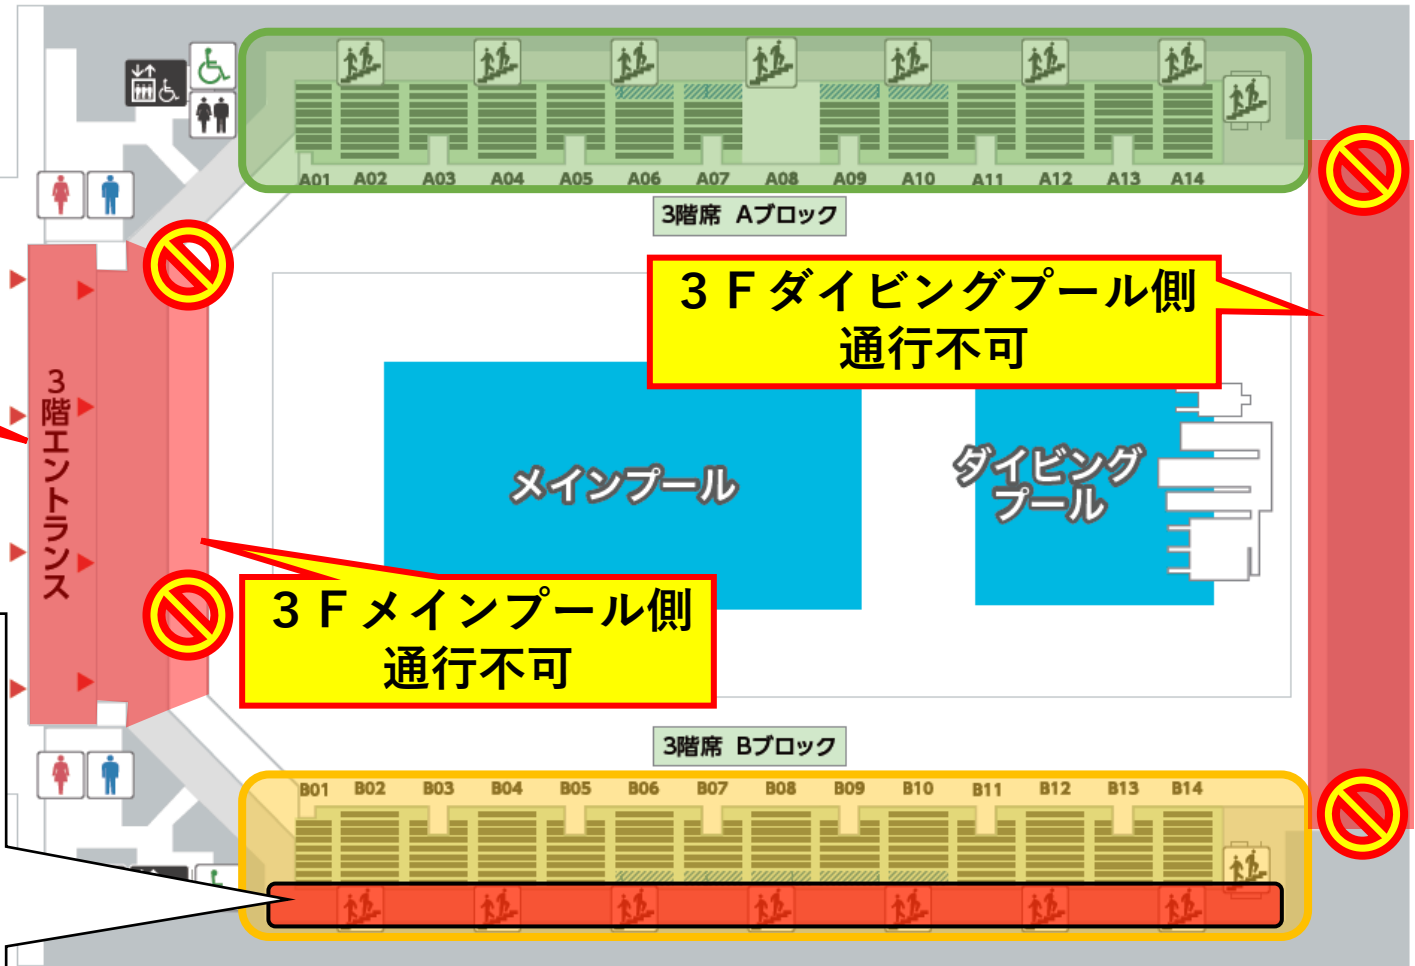 A01 A02 A03 A04 A05 A06 A07 A08 A09 A10 A11 A12 A13 A14
3階席 Aブロック
３Ｆダイビングプール側
通行不可
3階エントランス
メインプール
ダイビング
プール
３Ｆメインプール側
通行不可
3階席 Bブロック
B01 B02 B03 B04 B05 B06 B07 B08 B09 B10 B11 B12 B13 B14